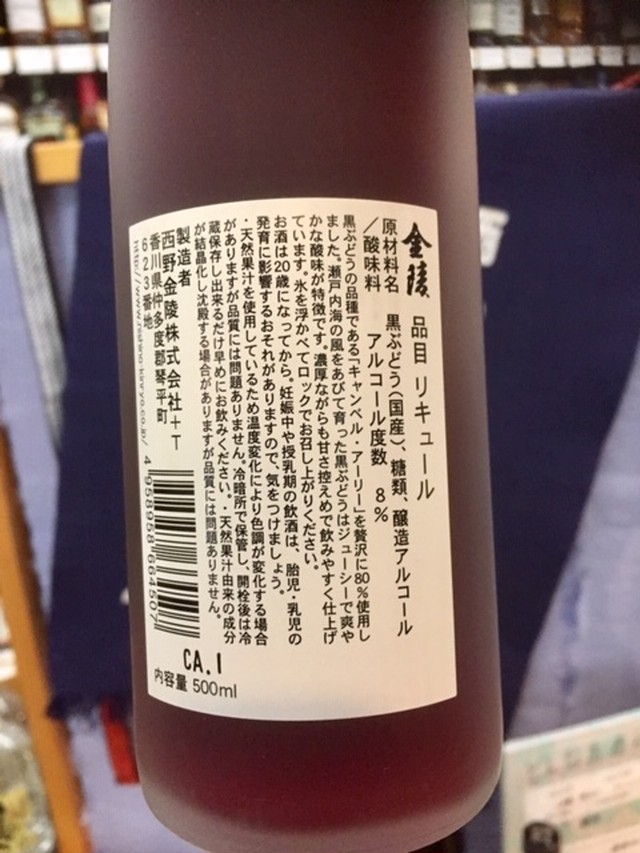 金陵 品目 リキュール
原材料名 黒ぶどう(国産)、糖類、醸造アルコール
／酸味料 アルコール度数 8%
黒ぶどうの品種である「キャンベル・アーリー」を贅沢に80%使用し
ました。瀬戸内海の風をあびて育った黒ぶどうはジューシーで爽や
かな酸味が特徴です。濃厚ながらも甘さ控えめで飲みやすく仕上げ
ています。氷を浮かべてロックでお召し上がりください。
お酒は20歳になってから。妊娠中や授乳期の飲酒は、胎児・乳児の
発育に影響するおそれがありますので、気をつけましょう。
・天然果汁を使用しているため温度変化により色調が変化する場合
がありますが品質には問題ありません。冷暗所で保管し、開栓後は冷
蔵保存し出来るだけ早めにお飲みください。・天然果汁由来の成分
が結晶化し沈殿する場合がありますが品質には問題ありません。
製造者
西野金陵株式会社+T
香川県仲多度郡琴平町
623番地
http://www.nishino-kinryo.co.jp/
4 958958 664507
CA.I
内容量 500ml